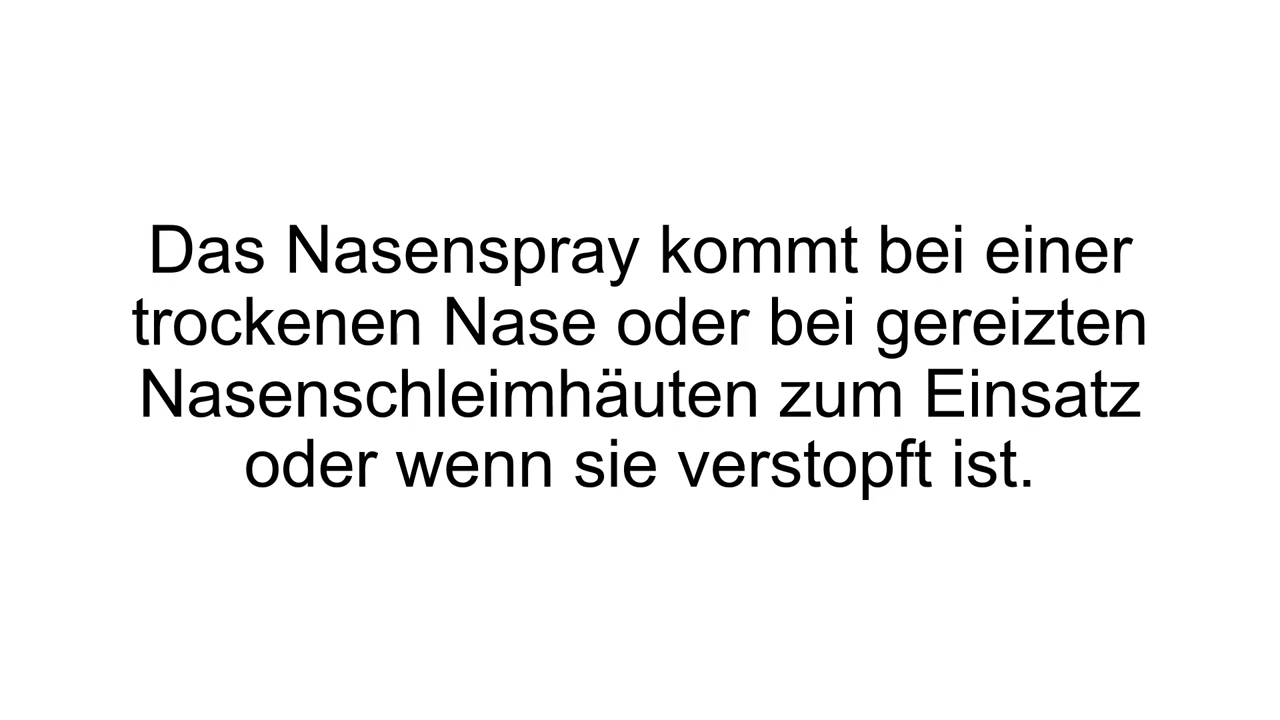 Das Nasenspray kommt bei einer
trockenen Nase oder bei gereizten
Nasenschleimhäuten zum Einsatz
oder wenn sie verstopft ist.